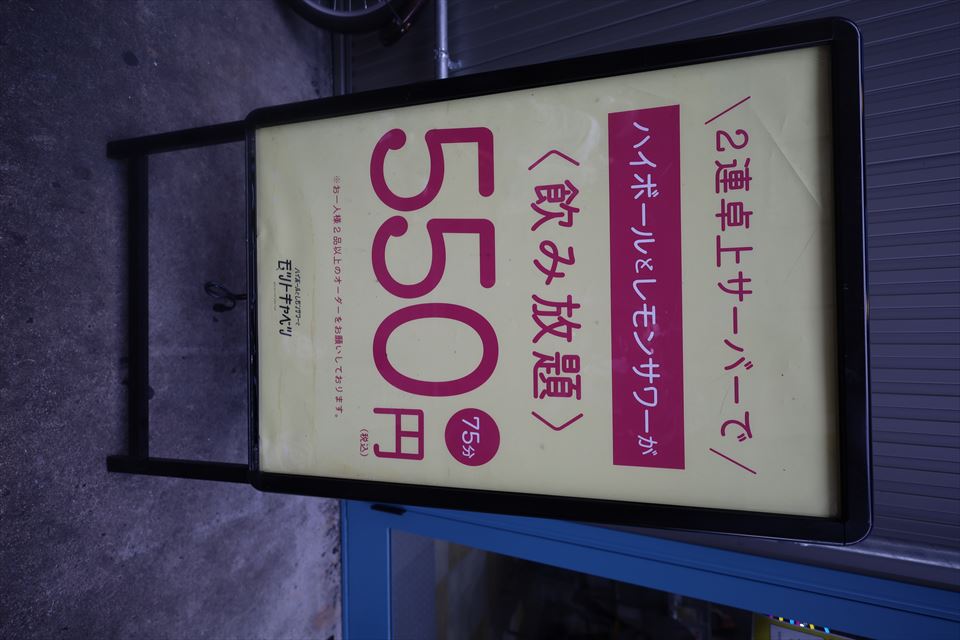 2連卓上サーバーで
ハイボールとレモンサワーが
〈飲み放題〉
550円
75分
(税込)
※お一人様2品以上のオーダーをお願いしております。
ハイボールとレモンサワーと
モツトキャベツ